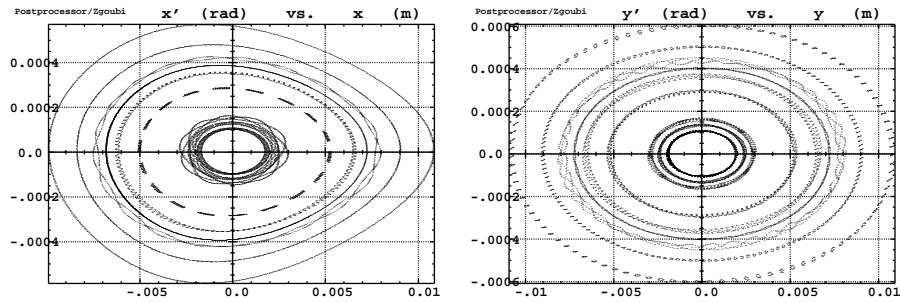 Postprocessor/Zgoubi
x' (rad) vs. x (m)
0.0004
0.0002
0.0
-.0002
-.0004
-0.005 0.0 0.005 0.01
Postprocessor/Zgoubi
y' (rad) vs. y (m)
0.0006
0.0004
0.0002
0.0
-.0002
-.0004
-.0006
-.01 -0.005 0.0 0.005 0.01